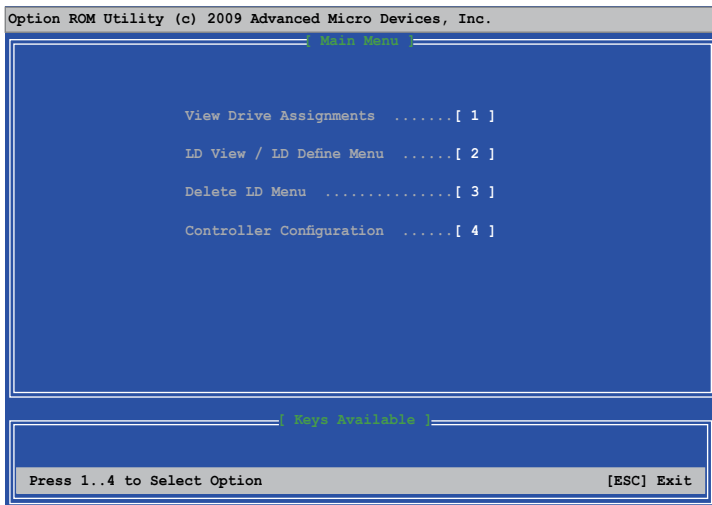 Option ROM Utility (c) 2009 Advanced Micro Devices, Inc.
[ Main Menu ]
View Drive Assignments .......[ 1 ]
LD View / LD Define Menu ......[ 2 ]
Delete LD Menu ...............[ 3 ]
Controller Configuration ......[ 4 ]
[ Keys Available ]
Press 1..4 to Select Option [ESC] Exit